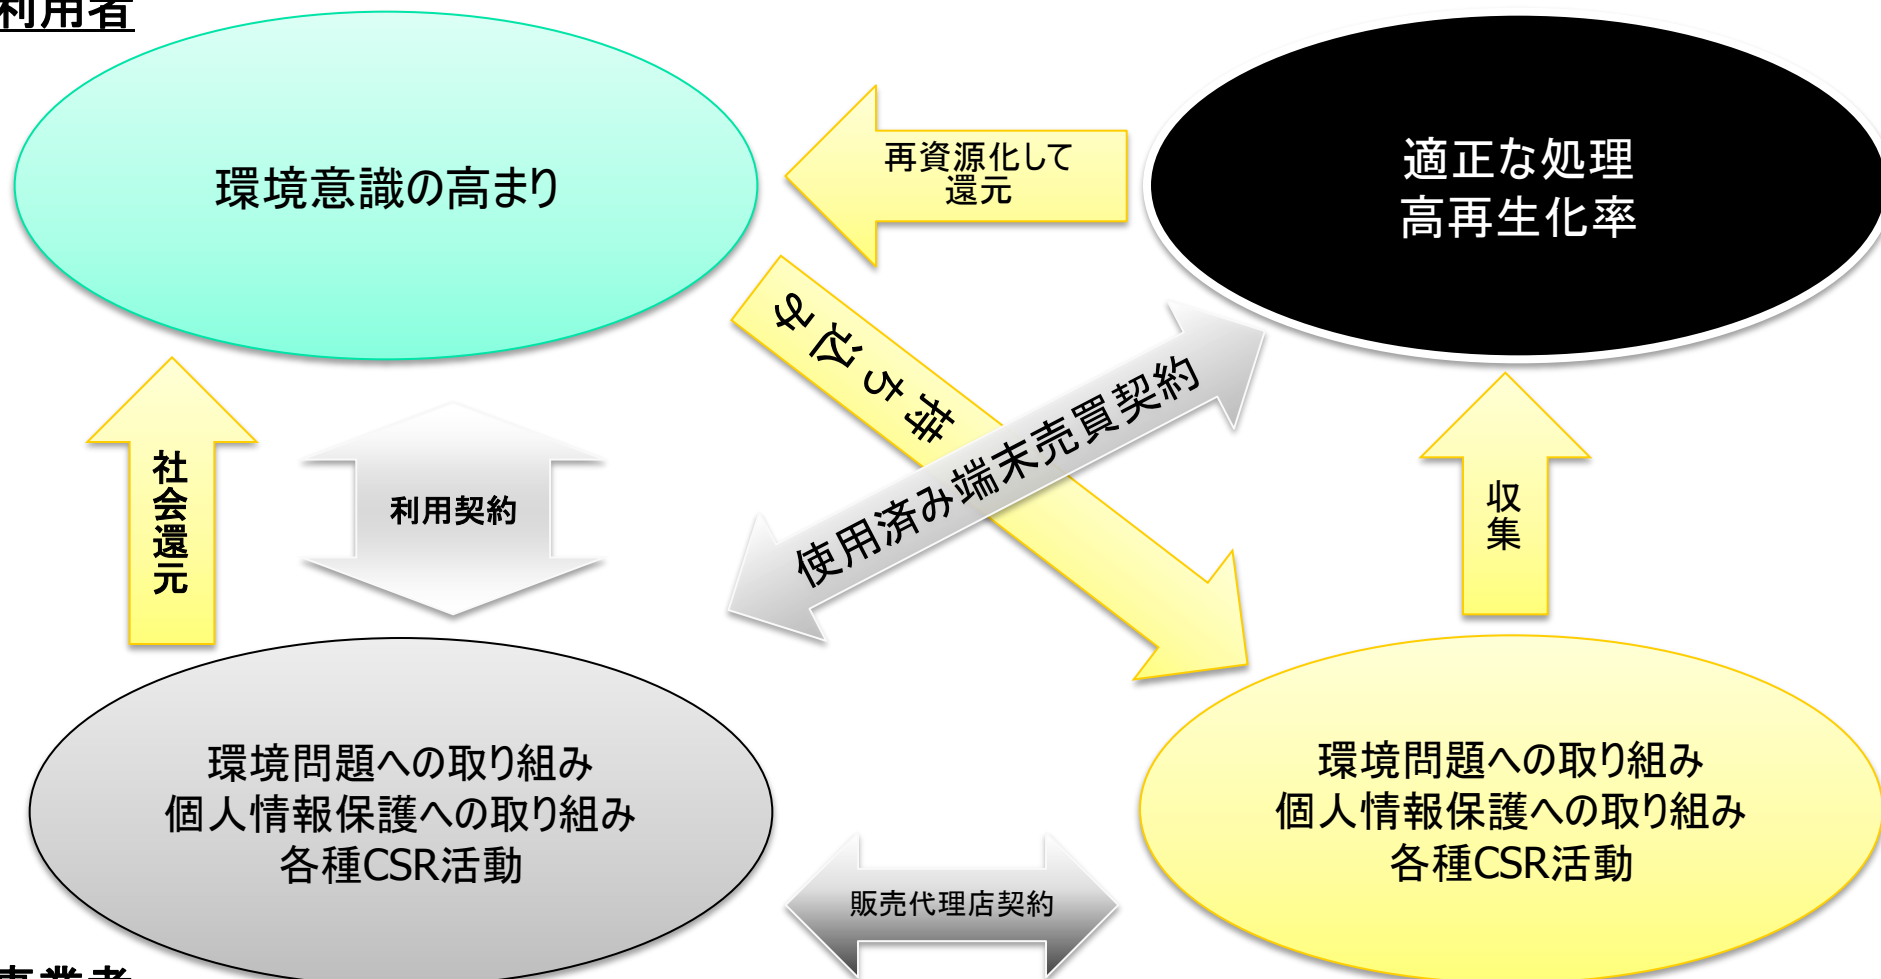 利用者
環境意識の高まり
再資源化して
還元
適正な処理
高再生化率
持ち込み
使用済み端末売買契約
社会還元
利用契約
収集
環境問題への取り組み
個人情報保護への取り組み
各種CSR活動
環境問題への取り組み
個人情報保護への取り組み
各種CSR活動
販売代理店契約
事業者